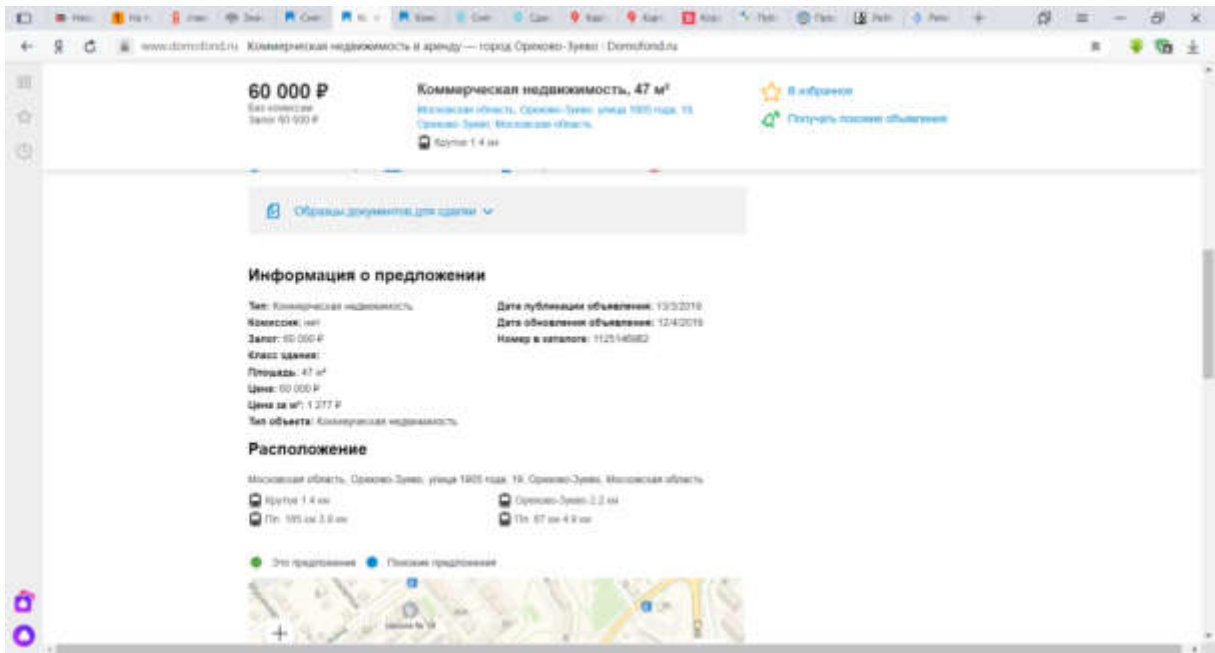 www.domofond.ru Коммерческая недвижимость в аренду — город Орехово-Зуево - Domofond.ru
60 000 ₽
Без комиссии
Залог 60 000 ₽
Коммерческая недвижимость, 47 м²
Московская область, Орехово-Зуево, улица 1905 года, 19,
Орехово-Зуево, Московская область
Крутое 1.4 км
В избранное
Получать похожие объявления
Образцы документов для сделки
Информация о предложении
Тип: Коммерческая недвижимость
Комиссия: нет
Залог: 60 000 ₽
Класс здания:
Площадь: 47 м²
Цена: 60 000 ₽
Цена за м²: 1 277 ₽
Тип объекта: Коммерческая недвижимость
Дата публикации объявления: 13/3/2019
Дата обновления объявления: 12/4/2019
Номер в каталоге:
Расположение
Московская область, Орехово-Зуево, улица 1905 года, 19, Орехово-Зуево, Московская область
Крутое 1.4 км
Орехово-Зуево 2.2 км
Пл. км 3.8 км
Пл. 87 км 4.9 км
Это предложение
Похожие предложения